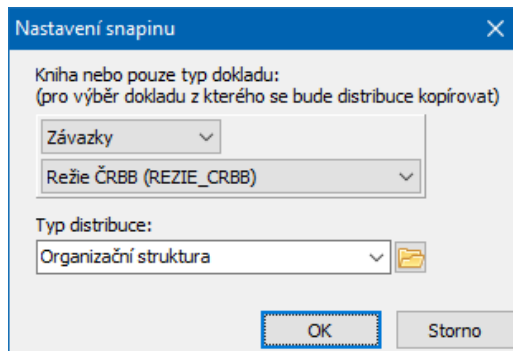 Nastavení snapinu
Kniha nebo pouze typ dokladu:
(pro výběr dokladu z kterého se bude distribuce kopírovat)
Závazky
Režie ČRBB (REZIE_CRBB)
Typ distribuce:
Organizační struktura
OK
Storno